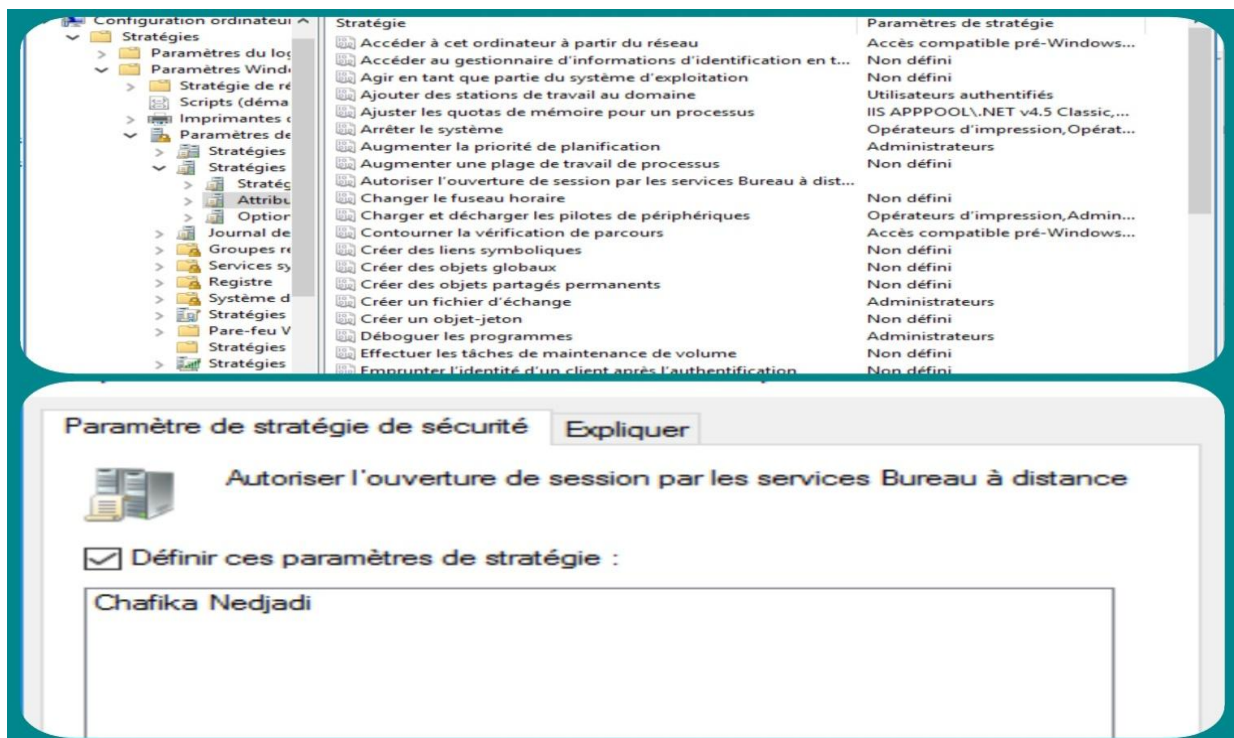 Configuration ordinateur
Stratégies
Paramètres du log
Paramètres Wind
Stratégie de ré
Scripts (déma
Imprimantes
Paramètres de
Stratégies
Stratégies
Stratég
Attribu
Option
Journal de
Groupes re
Services sy
Registre
Système d
Stratégies
Pare-feu V
Stratégies
Stratégies
Stratégie Paramètres de stratégie
Accéder à cet ordinateur à partir du réseau Accès compatible pré-Windows...
Accéder au gestionnaire d'informations d'identification en t... Non défini
Agir en tant que partie du système d'exploitation Non défini
Ajouter des stations de travail au domaine Utilisateurs authentifiés
Ajuster les quotas de mémoire pour un processus IIS APPPOOL\.NET v4.5 Classic,...
Arrêter le système Opérateurs d'impression,Opérat...
Augmenter la priorité de planification Administrateurs
Augmenter une plage de travail de processus Non défini
Autoriser l'ouverture de session par les services Bureau à dist...
Changer le fuseau horaire Non défini
Charger et décharger les pilotes de périphériques Opérateurs d'impression,Admin...
Contourner la vérification de parcours Accès compatible pré-Windows...
Créer des liens symboliques Non défini
Créer des objets globaux Non défini
Créer des objets partagés permanents Non défini
Créer un fichier d'échange Administrateurs
Créer un objet-jeton Non défini
Déboguer les programmes Administrateurs
Effectuer les tâches de maintenance de volume Non défini
Emprunter l'identité d'un client après l'authentification Non défini
Paramètre de stratégie de sécurité Expliquer
Autoriser l'ouverture de session par les services Bureau à distance
Définir ces paramètres de stratégie :
Chafika Nedjadi